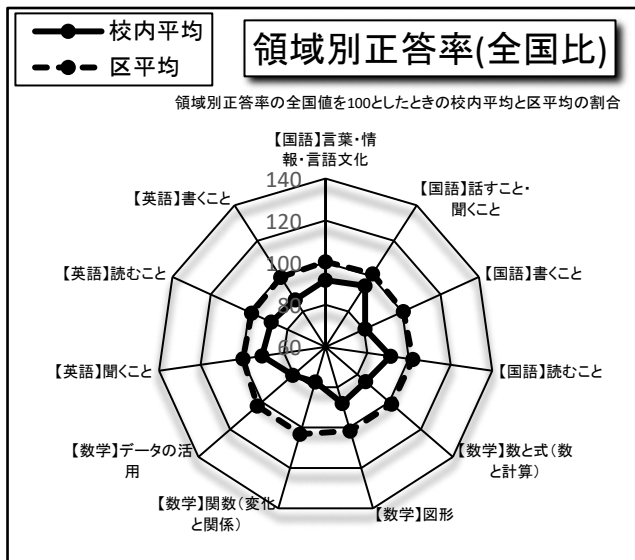 校内平均
区平均
領域別正答率(全国比)
領域別正答率の全国値を100としたときの校内平均と区平均の割合
【国語】言葉・情
報・言語文化
【国語】話すこと・
聞くこと
【国語】書くこと
【国語】読むこと
【数学】数と式(数
と計算)
【数学】図形
【数学】関数(変化
と関係)
【数学】データの活
用
【英語】聞くこと
【英語】読むこと
【英語】書くこと
140
120
100
80
60